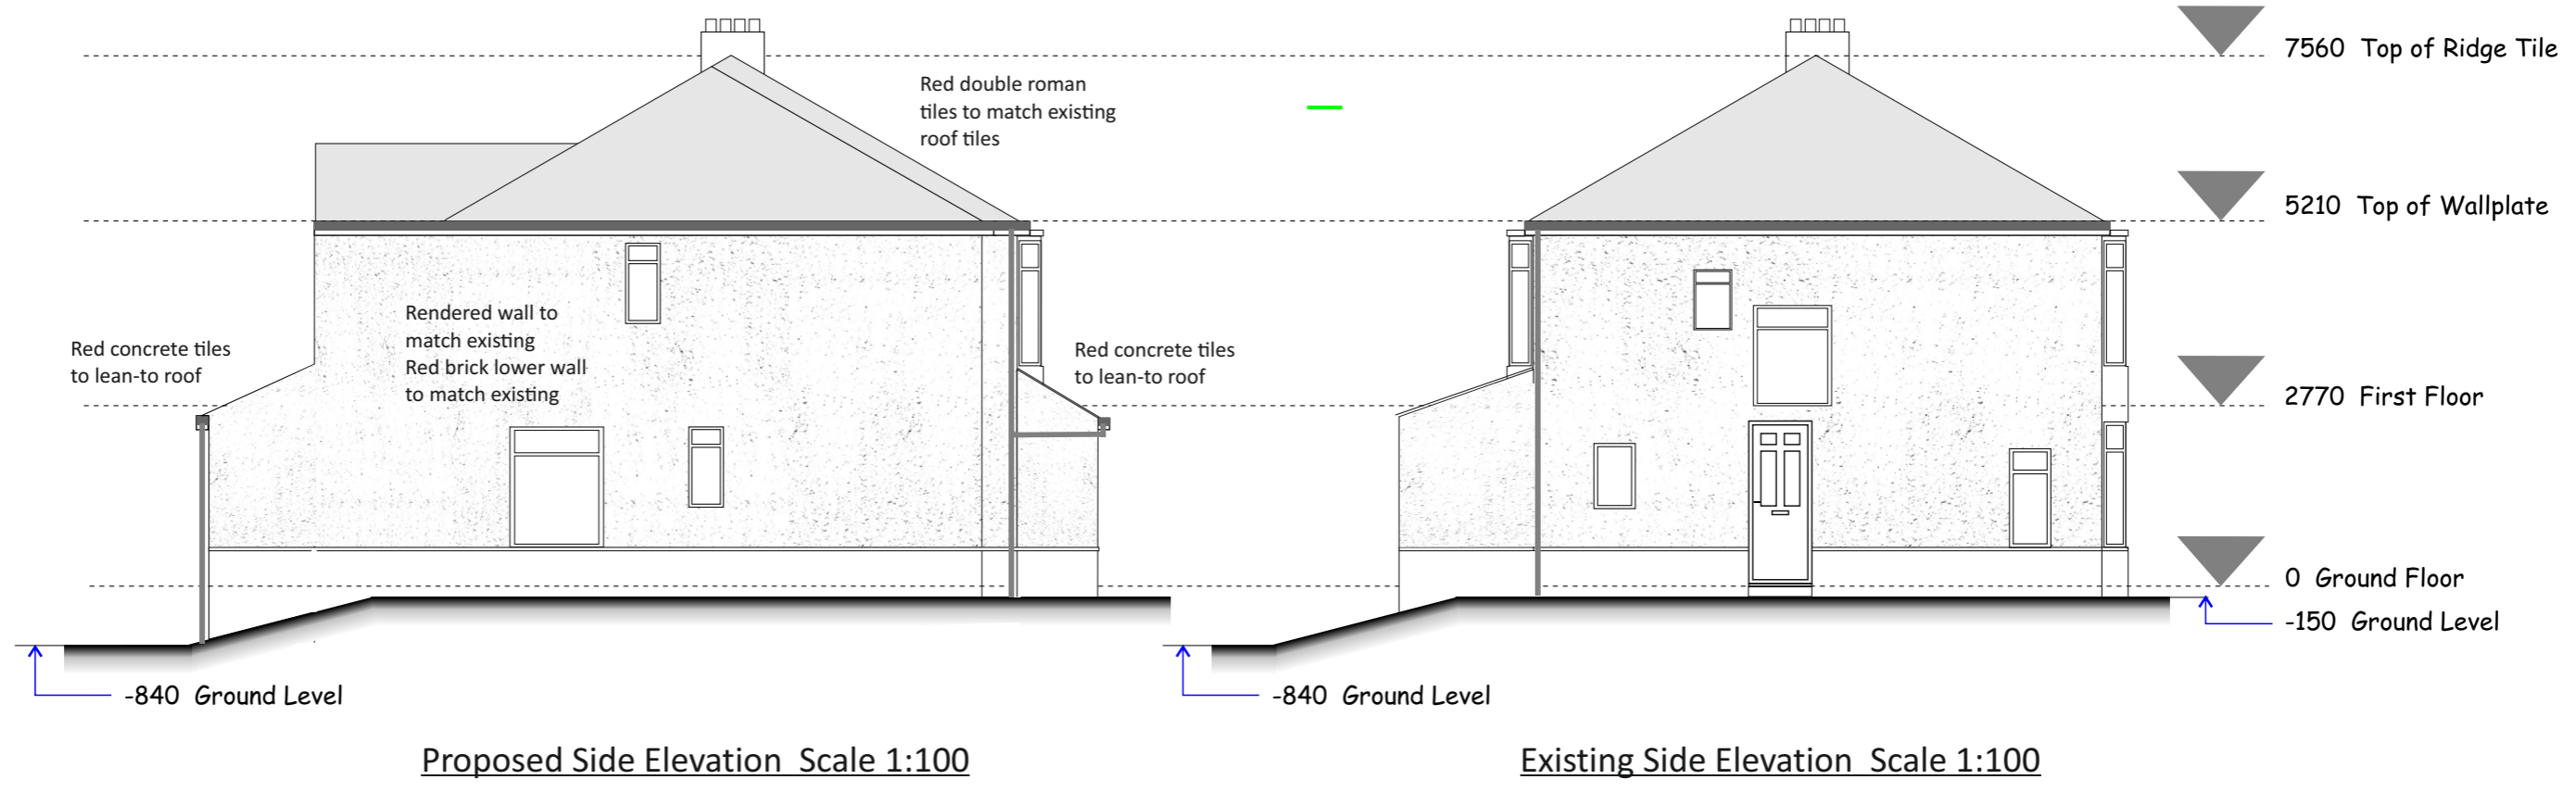 7560 Top of Ridge Tile
Red double roman
tiles to match existing
roof tiles
5210 Top of Wallplate
Rendered wall to
match existing
Red brick lower wall
to match existing
Red concrete tiles
to lean-to roof
Red concrete tiles
to lean-to roof
2770 First Floor
0 Ground Floor
-150 Ground Level
-840 Ground Level
-840 Ground Level
Proposed Side Elevation Scale 1:100
Existing Side Elevation Scale 1:100